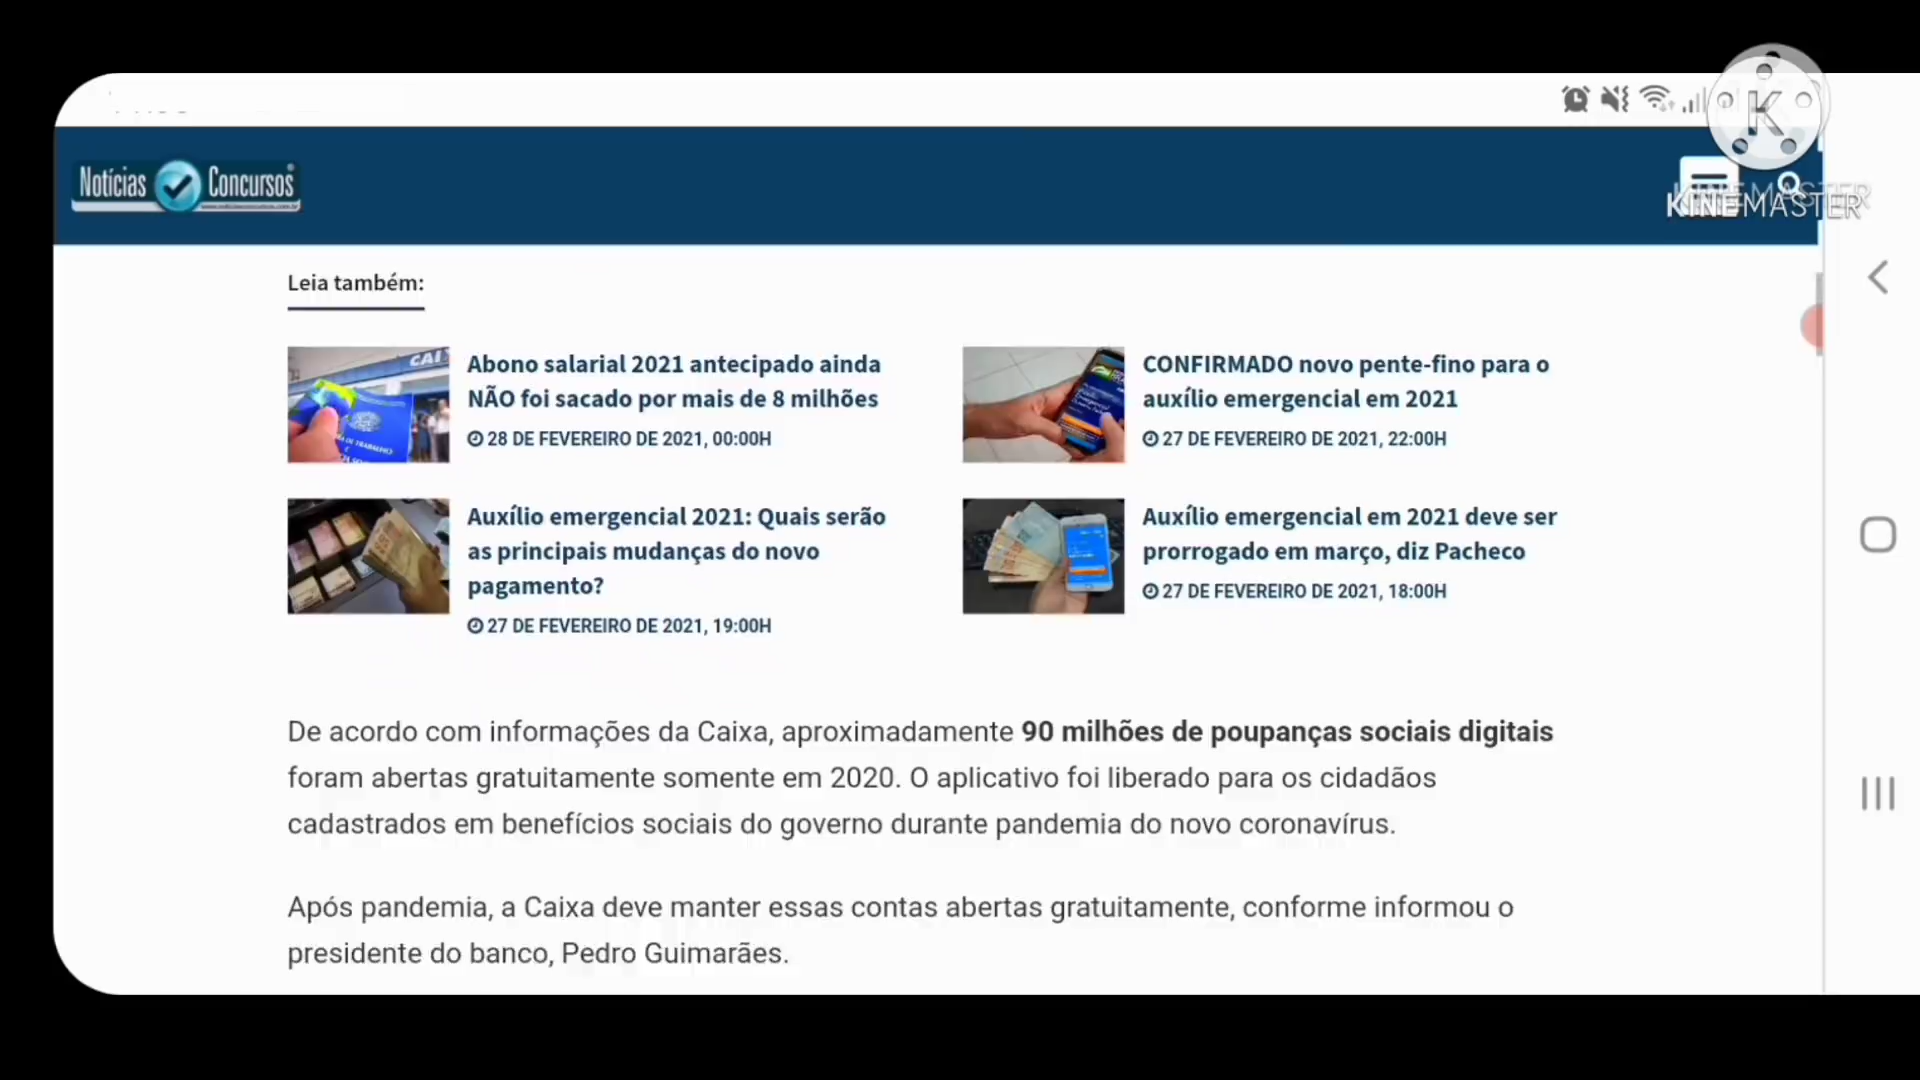 Notícias Concursos
K
KINEMASTER
Leia também:
Abono salarial 2021 antecipado ainda
NÃO foi sacado por mais de 8 milhões
28 DE FEVEREIRO DE 2021, 00:00H
CONFIRMADO novo pente-fino para o
auxílio emergencial em 2021
27 DE FEVEREIRO DE 2021, 22:00H
Auxílio emergencial 2021: Quais serão
as principais mudanças do novo
pagamento?
27 DE FEVEREIRO DE 2021, 19:00H
Auxílio emergencial em 2021 deve ser
prorrogado em março, diz Pacheco
27 DE FEVEREIRO DE 2021, 18:00H
De acordo com informações da Caixa, aproximadamente 90 milhões de poupanças sociais digitais
foram abertas gratuitamente somente em 2020. O aplicativo foi liberado para os cidadãos
cadastrados em benefícios sociais do governo durante pandemia do novo coronavírus.
Após pandemia, a Caixa deve manter essas contas abertas gratuitamente, conforme informou o
presidente do banco, Pedro Guimarães.